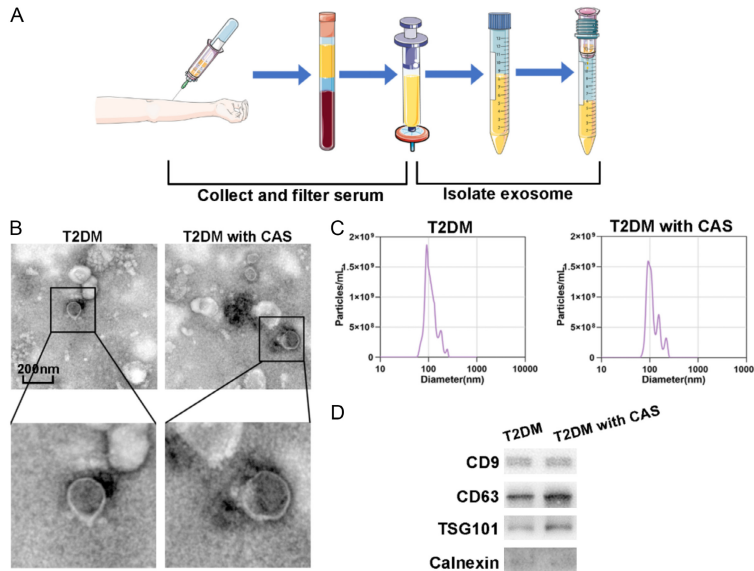 A
Collect and filter serum
Isolate exosome
B
T2DM
T2DM with CAS
200nm
C
T2DM
T2DM with CAS
Particles/mL
2×10⁹
1.5×10⁹
1×10⁹
5×10⁸
0
10
100
1000
10000
Diameter(nm)
Particles/mL
2×10⁹
1.5×10⁹
1×10⁹
5×10⁸
0
10
100
1000
10000
Diameter(nm)
D
T2DM
T2DM with CAS
CD9
CD63
TSG101
Calnexin